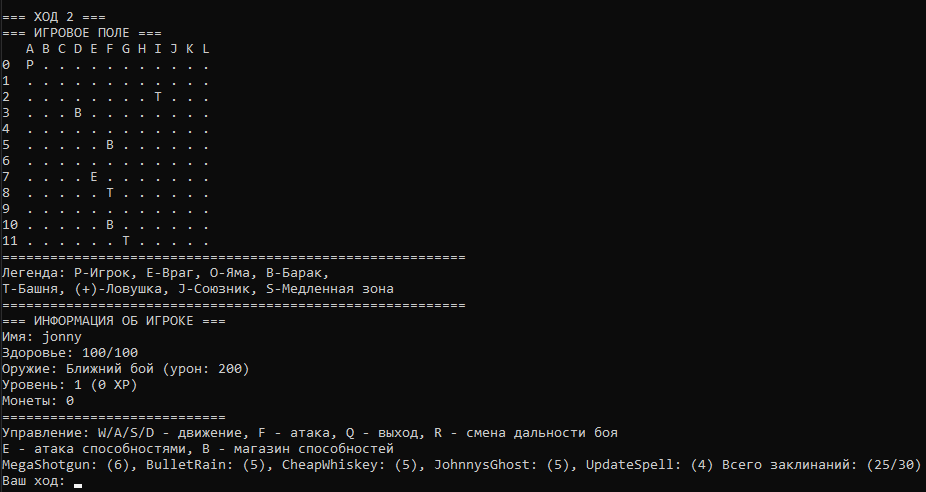 === ХОД 2 ===
=== ИГРОВОЕ ПОЛЕ ===
A B C D E F G H I J K L
0 P . . . . . . . . . . .
1 . . . . . . . . . . . .
2 . . . . . . . . T . . .
3 . . . B . . . . . . . .
4 . . . . . . . . . . . .
5 . . . . . B . . . . . .
6 . . . . . . . . . . . .
7 . . . . E . . . . . . .
8 . . . . . T . . . . . .
9 . . . . . . . . . . . .
10 . . . . . B . . . . . .
11 . . . . . . T . . . . .
==========================================================
Легенда: P-Игрок, E-Враг, O-Яма, B-Барак,
T-Башня, (+)-Ловушка, J-Союзник, S-Медленная зона
==========================================================
=== ИНФОРМАЦИЯ ОБ ИГРОКЕ ===
Имя: jonny
Здоровье: 100/100
Оружие: Ближний бой (урон: 200)
Уровень: 1 (0 XP)
Монеты: 0
============================
Управление: W/A/S/D - движение, F - атака, Q - выход, R - смена дальности боя
E - атака способностями, B - магазин способностей
MegaShotgun: (6), BulletRain: (5), CheapWhiskey: (5), JohnnysGhost: (5), UpdateSpell: (4) Всего заклинаний: (25/30)
Ваш ход: